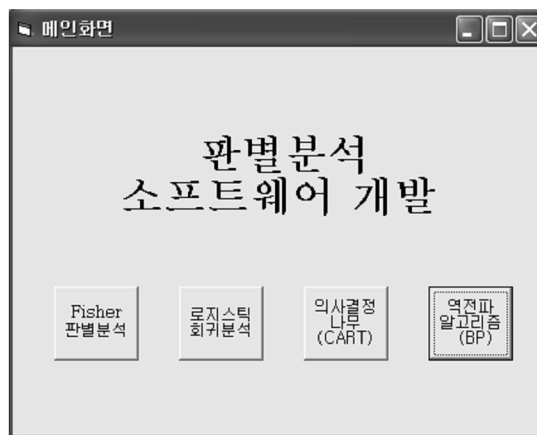 메인화면
판별분석
소프트웨어 개발
Fisher
판별분석
로지스틱
회귀분석
의사결정
나무
(CART)
역전파
알고리즘
(BP)